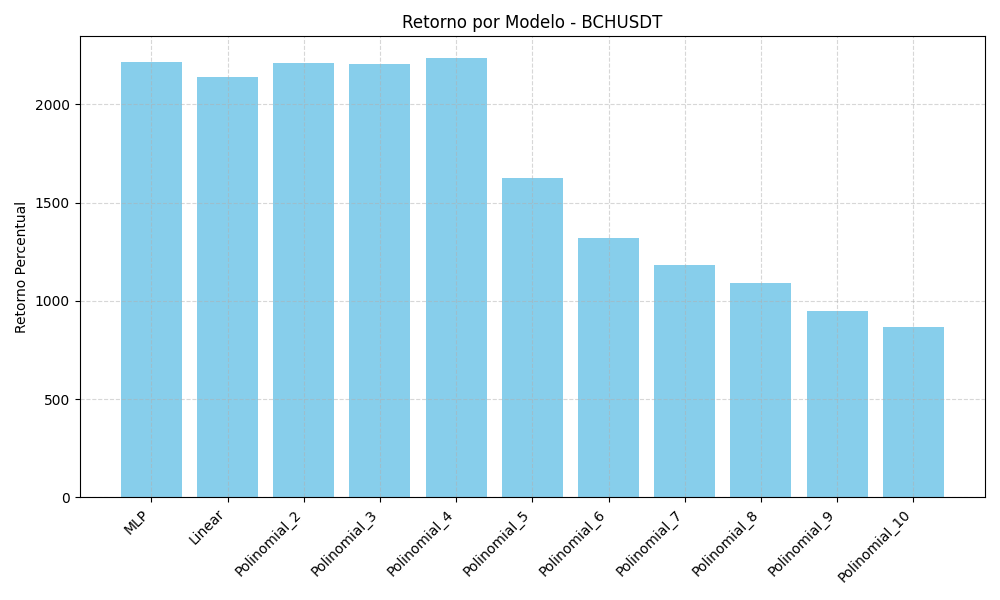 Retorno por Modelo - BCHUSDT
Retorno Percentual
2000
1500
1000
500
0
MLP
Linear
Polinomial_2
Polinomial_3
Polinomial_4
Polinomial_5
Polinomial_6
Polinomial_7
Polinomial_8
Polinomial_9
Polinomial_10